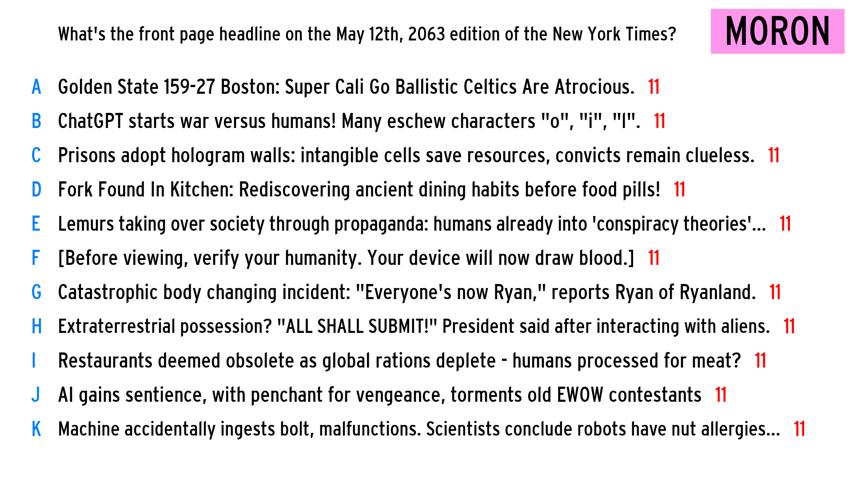 What's the front page headline on the May 12th, 2063 edition of the New York Times? MORON
A Golden State 159-27 Boston: Super Cali Go Ballistic Celtics Are Atrocious. 11
B ChatGPT starts war versus humans! Many eschew characters "o", "i", "l". 11
C Prisons adopt hologram walls: intangible cells save resources, convicts remain clueless. 11
D Fork Found In Kitchen: Rediscovering ancient dining habits before food pills! 11
E Lemurs taking over society through propaganda: humans already into 'conspiracy theories'... 11
F [Before viewing, verify your humanity. Your device will now draw blood.] 11
G Catastrophic body changing incident: "Everyone's now Ryan," reports Ryan of Ryanland. 11
H Extraterrestrial possession? "ALL SHALL SUBMIT!" President said after interacting with aliens. 11
I Restaurants deemed obsolete as global rations deplete - humans processed for meat? 11
J AI gains sentience, with penchant for vengeance, torments old EWOW contestants 11
K Machine accidentally ingests bolt, malfunctions. Scientists conclude robots have nut allergies... 11